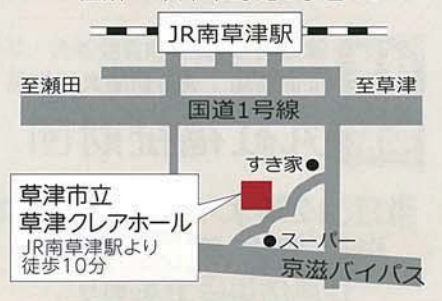 JR南草津駅
至瀬田
至草津
国道1号線
すき家
草津市立
草津クレアホール
JR南草津駅より
徒歩10分
スーパー
京滋バイパス